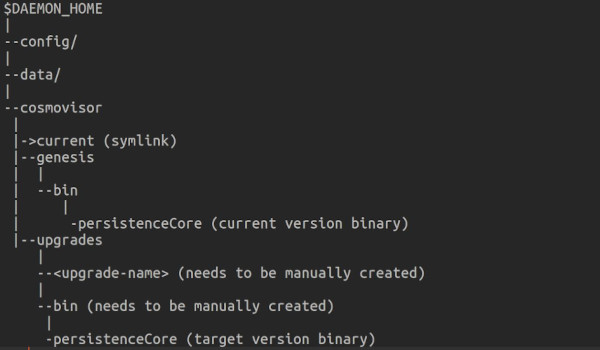 $DAEMON_HOME
|
--config/
|
--data/
|
--cosmovisor
 |
 |->current (symlink)
 |--genesis
 |  |
 |  --bin
 |     |
 |      -persistenceCore (current version binary)
 |--upgrades
    |
    --<upgrade-name> (needs to be manually created)
    |
    --bin (needs to be manually created)
     |
     -persistenceCore (target version binary)